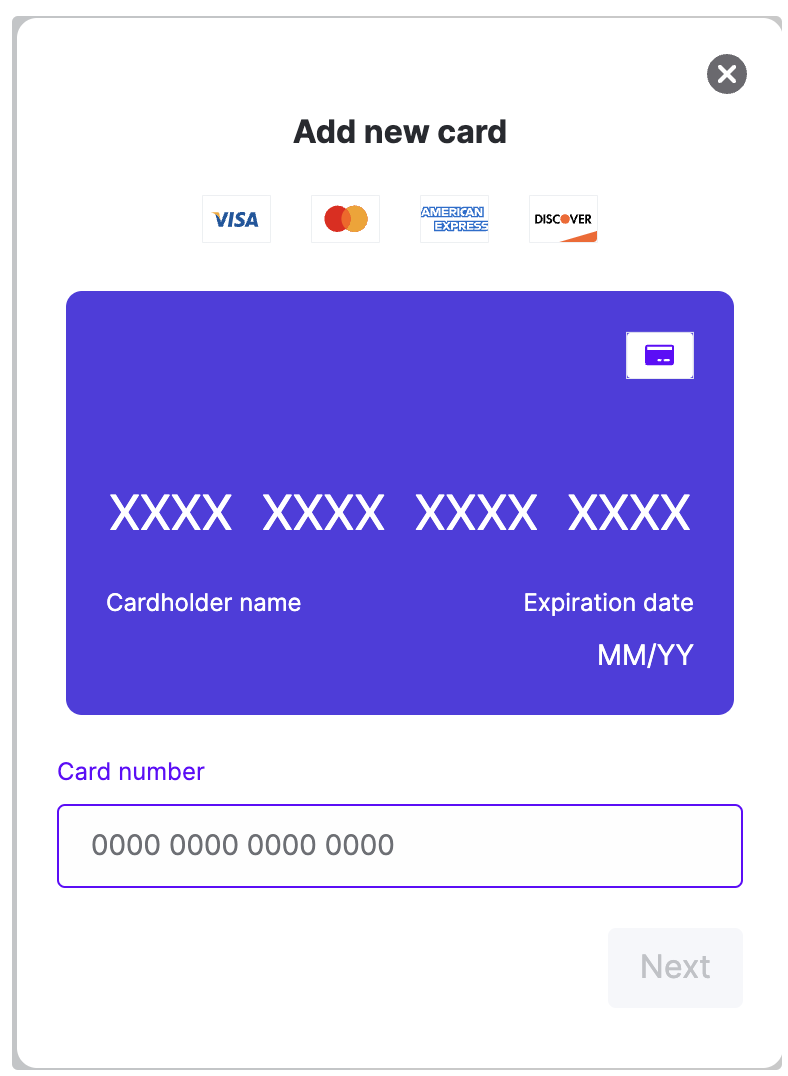 Add new card
VISA
AMERICAN
EXPRESS
DISCOVER
XXXX XXXX XXXX XXXX
Cardholder name
Expiration date
MM/YY
Card number
0000 0000 0000 0000
Next